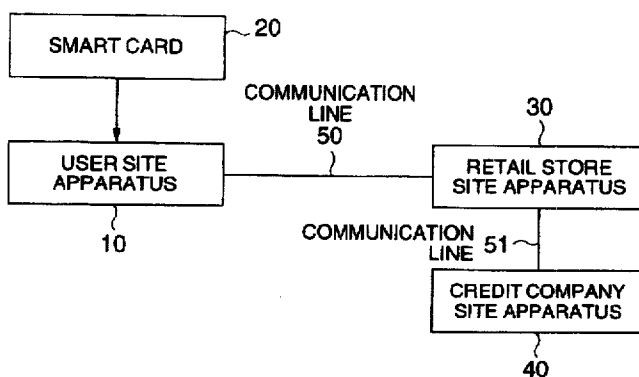 SMART CARD
20
COMMUNICATION
LINE
50
30
USER SITE
APPARATUS
RETAIL STORE
SITE APPARATUS
10
COMMUNICATION
LINE
51
CREDIT COMPANY
SITE APPARATUS
40